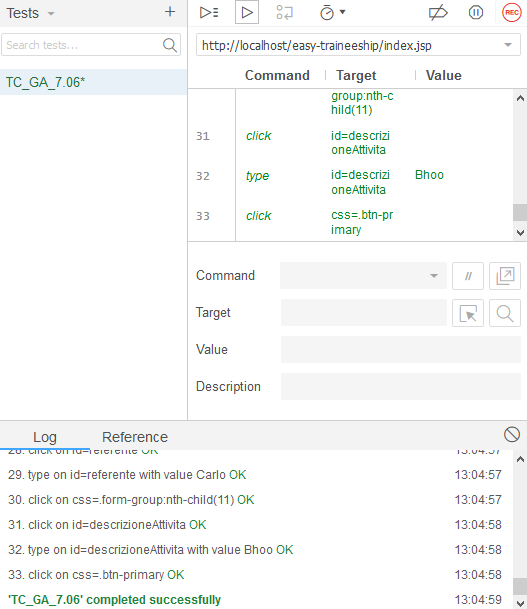 Tests
+
REC
Search tests...
http://localhost/easy-traineeship/index.jsp
TC_GA_7.06*
Command Target Value
group:nth-c
hild(11)
31 click id=descrizi
oneAttivita
32 type id=descrizi Bhoo
oneAttivita
33 click css=.btn-pr
imary
Command //
Target
Value
Description
Log Reference
28. click on id=referente OK 13:04:57
29. type on id=referente with value Carlo OK 13:04:57
30. click on css=.form-group:nth-child(11) OK 13:04:57
31. click on id=descrizioneAttivita OK 13:04:58
32. type on id=descrizioneAttivita with value Bhoo OK 13:04:58
33. click on css=.btn-primary OK 13:04:58
'TC_GA_7.06' completed successfully 13:04:59